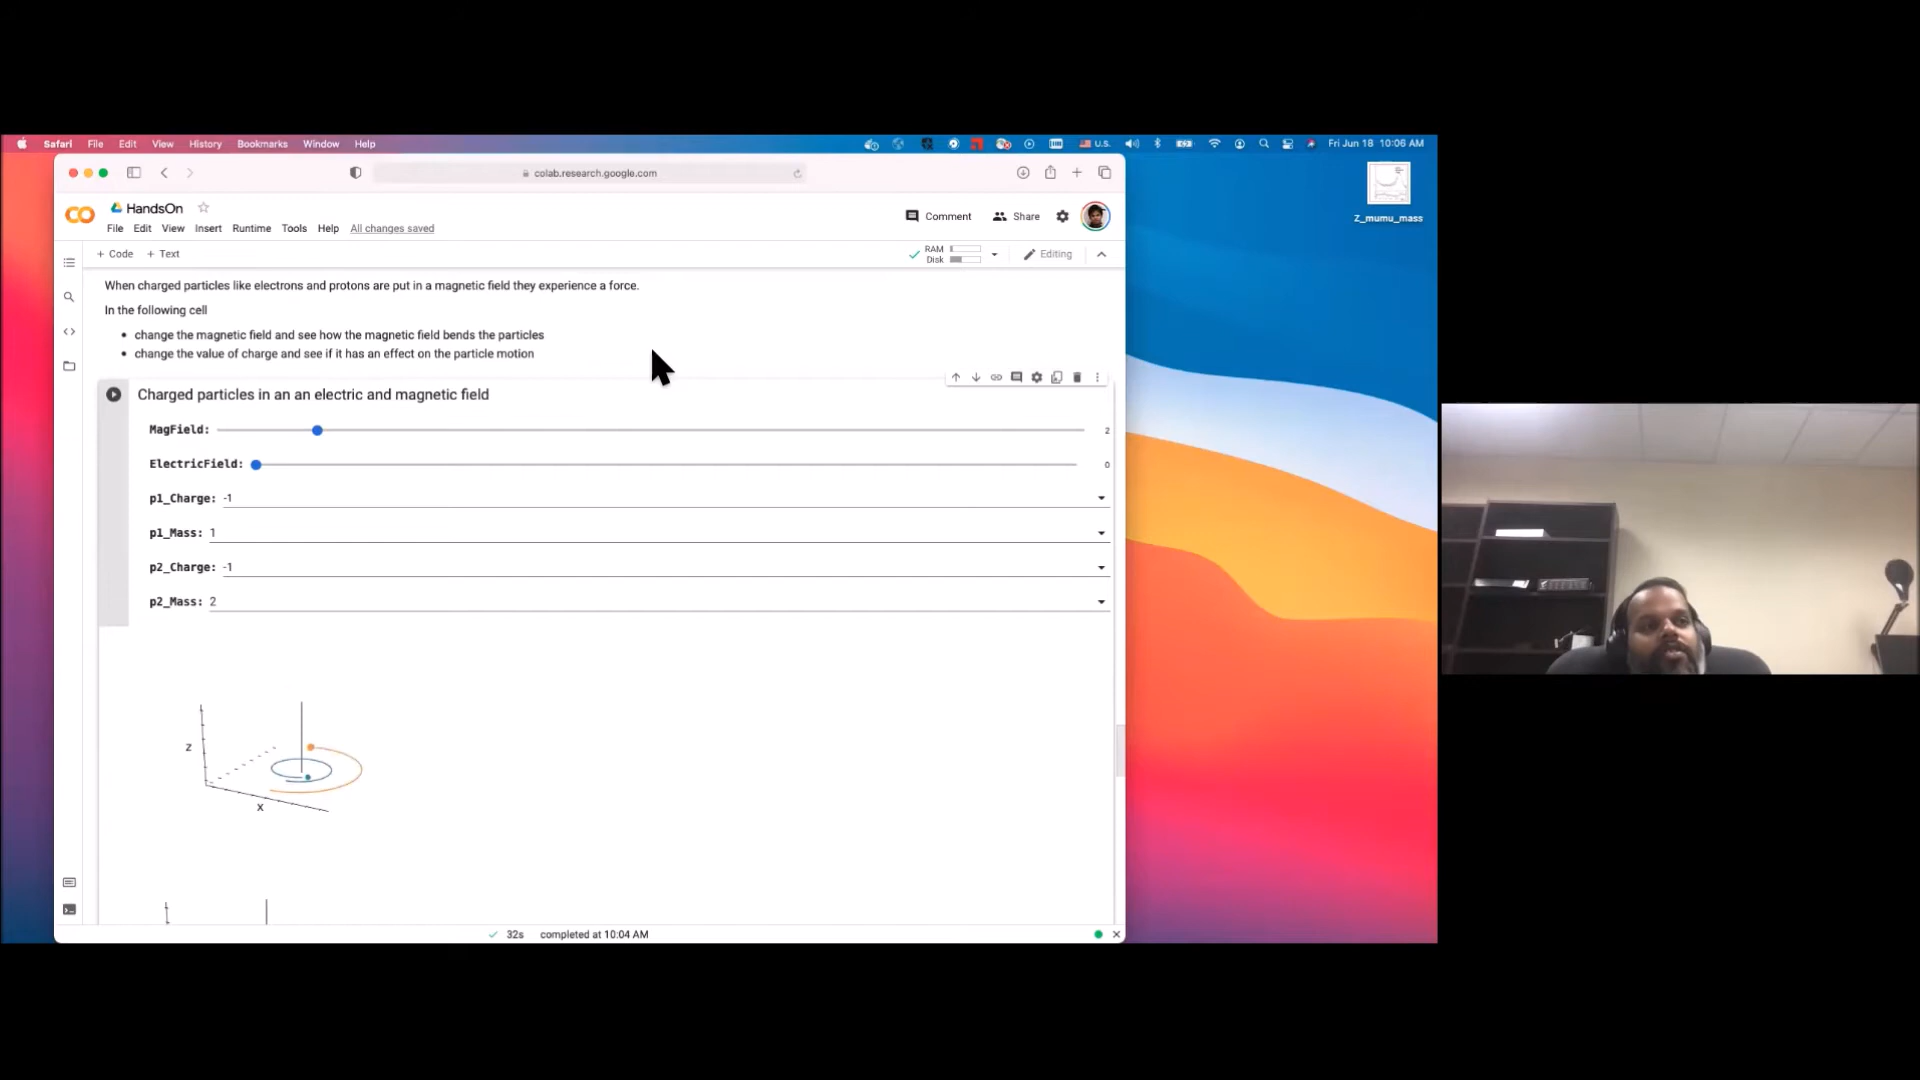 Safari File Edit View History Bookmarks Window Help U.S. Fri Jun 18 10:06 AM
colab.research.google.com
Z_mumu_mass
HandsOn
Comment Share
File Edit View Insert Runtime Tools Help All changes saved
+ Code + Text
RAM
Disk
Editing
When charged particles like electrons and protons are put in a magnetic field they experience a force.
In the following cell
• change the magnetic field and see how the magnetic field bends the particles
• change the value of charge and see if it has an effect on the particle motion
Charged particles in an an electric and magnetic field
MagField: 2
ElectricField: 0
p1_Charge: -1
p1_Mass: 1
p2_Charge: -1
p2_Mass: 2
Z
X
32s completed at 10:04 AM